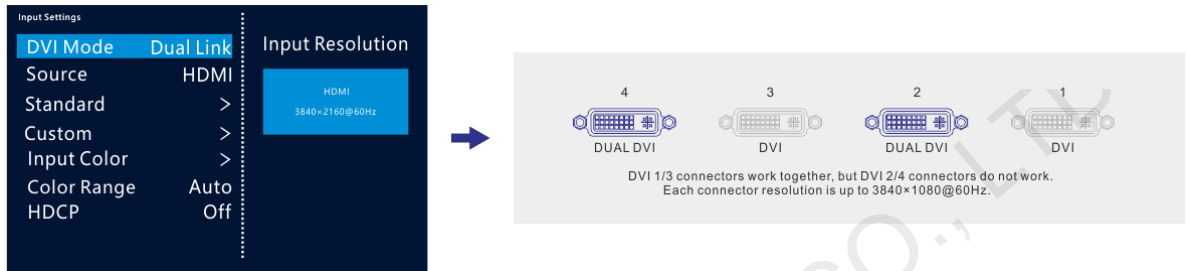 Input Settings
DVI Mode Dual Link
Source HDMI
Standard >
Custom >
Input Color >
Color Range Auto
HDCP Off
Input Resolution
HDMI
3840×2160@60Hz
4 3 2 1
DUAL DVI DVI DUAL DVI DVI
DVI 1/3 connectors work together, but DVI 2/4 connectors do not work.
Each connector resolution is up to 3840×1080@60Hz.